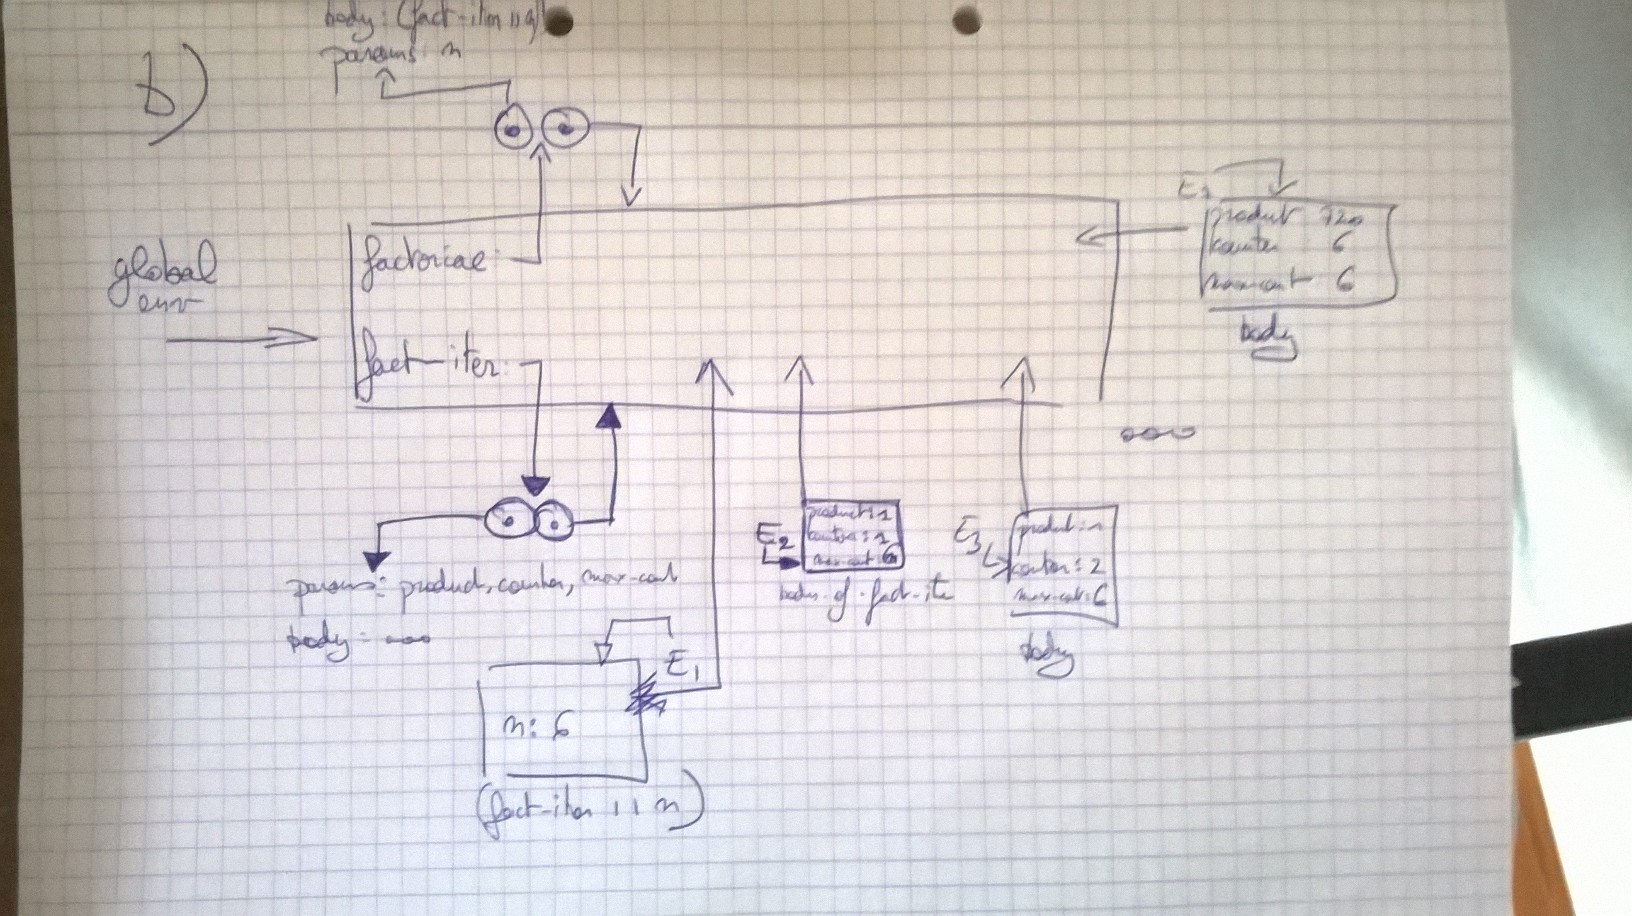 b)
body: (fact-iter 1 1 n)
params: n
global
env
factorial:
fact-iter:
params: product, counter, max-count
body:
E1
n: 6
(fact-iter 1 1 n)
E2
product: 1
counter: 1
max-count: 6
body of fact-iter
E3
product: 1
counter: 2
max-count: 6
body
product 720
counter 6
max-count 6
body